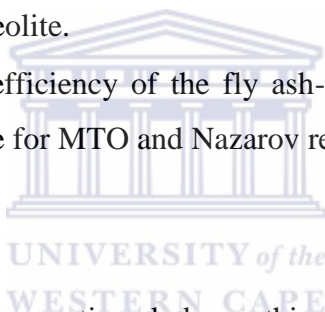 eolite.
efficiency of the fly ash-
e for MTO and Nazarov re
UNIVERSITY of the
WESTERN CAPE